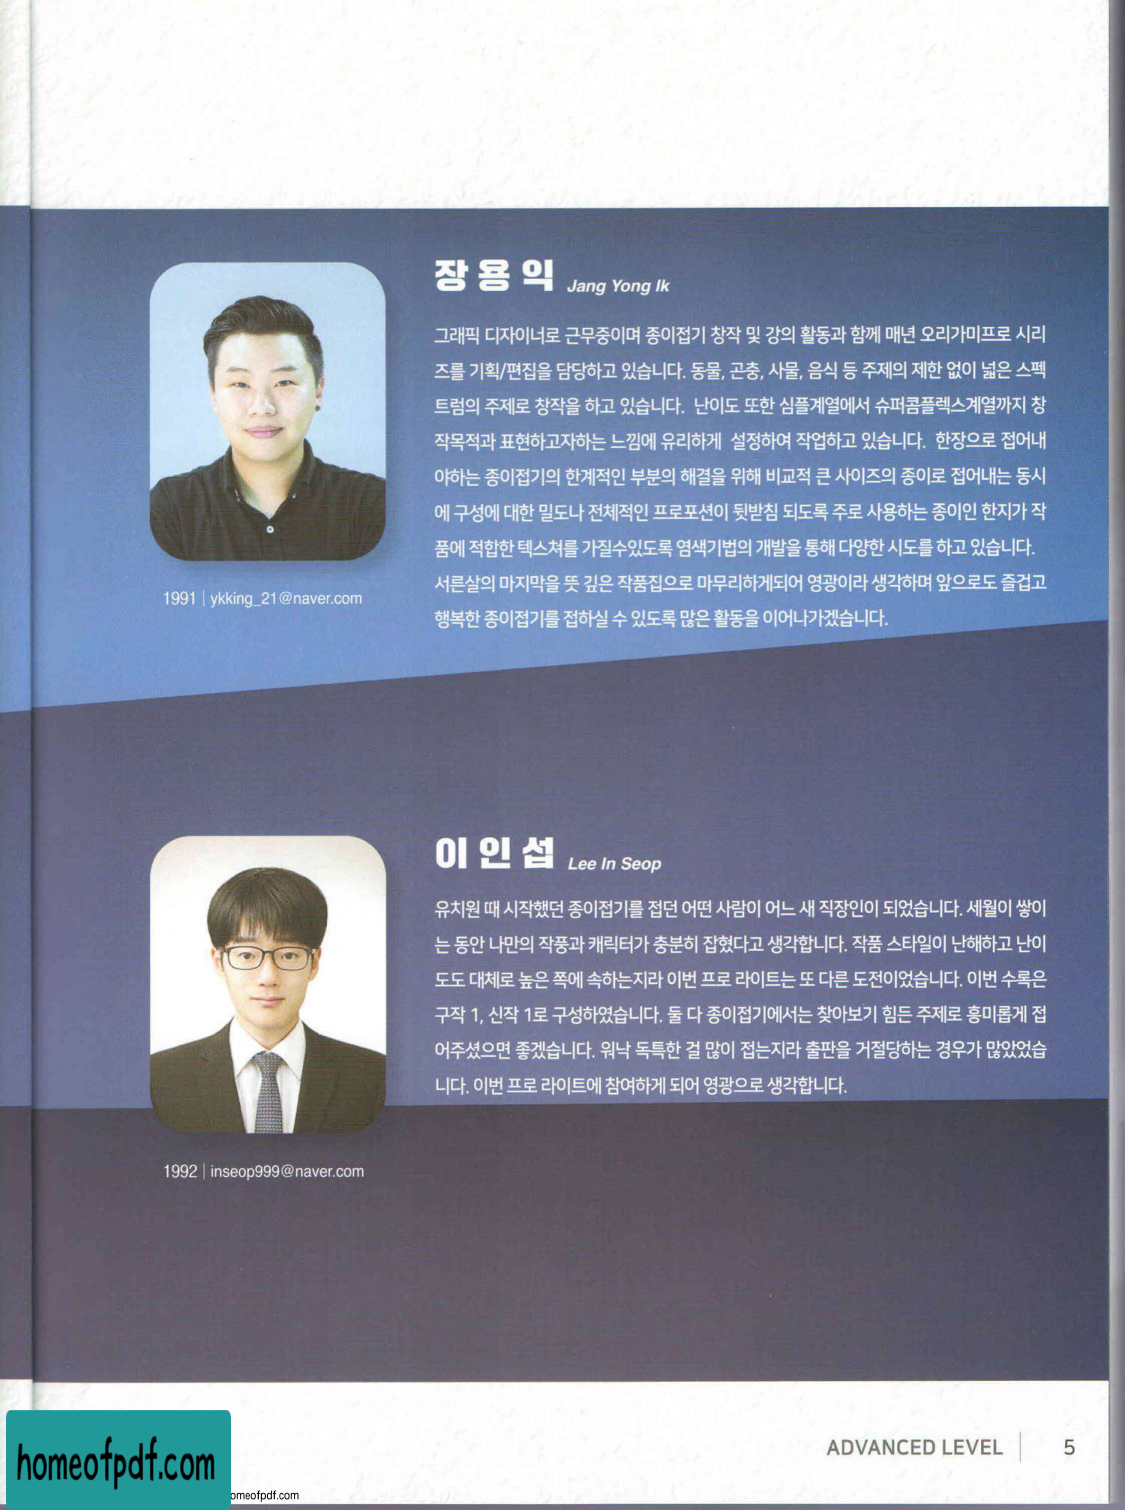 장용익 Jang Yong Ik
그래픽 디자이너로 근무중이며 종이접기 창작 및 강의 활동과 함께 매년 오리가미프로 시리
즈를 기획/편집을 담당하고 있습니다. 동물, 곤충, 사물, 음식 등 주제의 제한 없이 넓은 스펙
트럼의 주제로 창작을 하고 있습니다. 난이도 또한 심플계열에서 슈퍼콤플렉스계열까지 창
작목적과 표현하고자하는 느낌에 유리하게 설정하여 작업하고 있습니다. 한장으로 접어내
야하는 종이접기의 한계적인 부분의 해결을 위해 비교적 큰 사이즈의 종이로 접어내는 동시
에 구성에 대한 밀도나 전체적인 프로포션이 뒷받침 되도록 주로 사용하는 종이인 한지가 작
품에 적합한 텍스쳐를 가질수있도록 염색기법의 개발을 통해 다양한 시도를 하고 있습니다.
서른살의 마지막을 뜻 깊은 작품집으로 마무리하게되어 영광이라 생각하며 앞으로도 즐겁고
행복한 종이접기를 접하실 수 있도록 많은 활동을 이어나가겠습니다.
1991 | ykking_21@naver.com
이인섭 Lee In Seop
유치원 때 시작했던 종이접기를 접던 어떤 사람이 어느 새 직장인이 되었습니다. 세월이 쌓이
는 동안 나만의 작풍과 캐릭터가 충분히 잡혔다고 생각합니다. 작품 스타일이 난해하고 난이
도도 대체로 높은 쪽에 속하는지라 이번 프로 라이트는 또 다른 도전이었습니다. 이번 수록은
구작 1, 신작 1로 구성하였습니다. 둘 다 종이접기에서는 찾아보기 힘든 주제로 흥미롭게 접
어주셨으면 좋겠습니다. 워낙 독특한 걸 많이 접는지라 출판을 거절당하는 경우가 많았었습
니다. 이번 프로 라이트에 참여하게 되어 영광으로 생각합니다.
1992 | inseop999@naver.com
ADVANCED LEVEL | 5
homeofpdf.com
omeofpdf.com